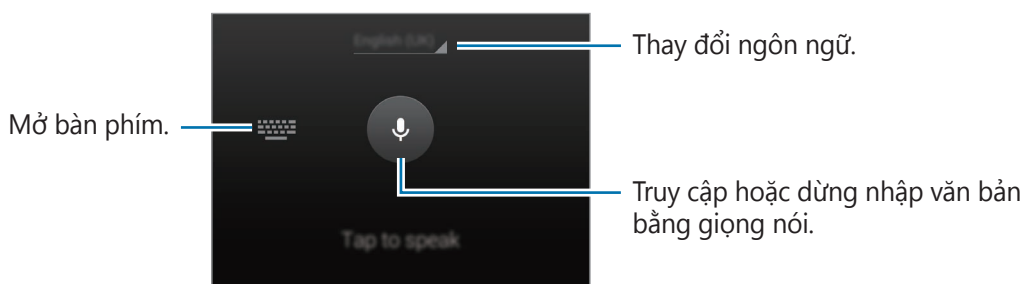 English (UK)
Thay đổi ngôn ngữ.
Mở bàn phím.
Truy cập hoặc dừng nhập văn bản
bằng giọng nói.
Tap to speak